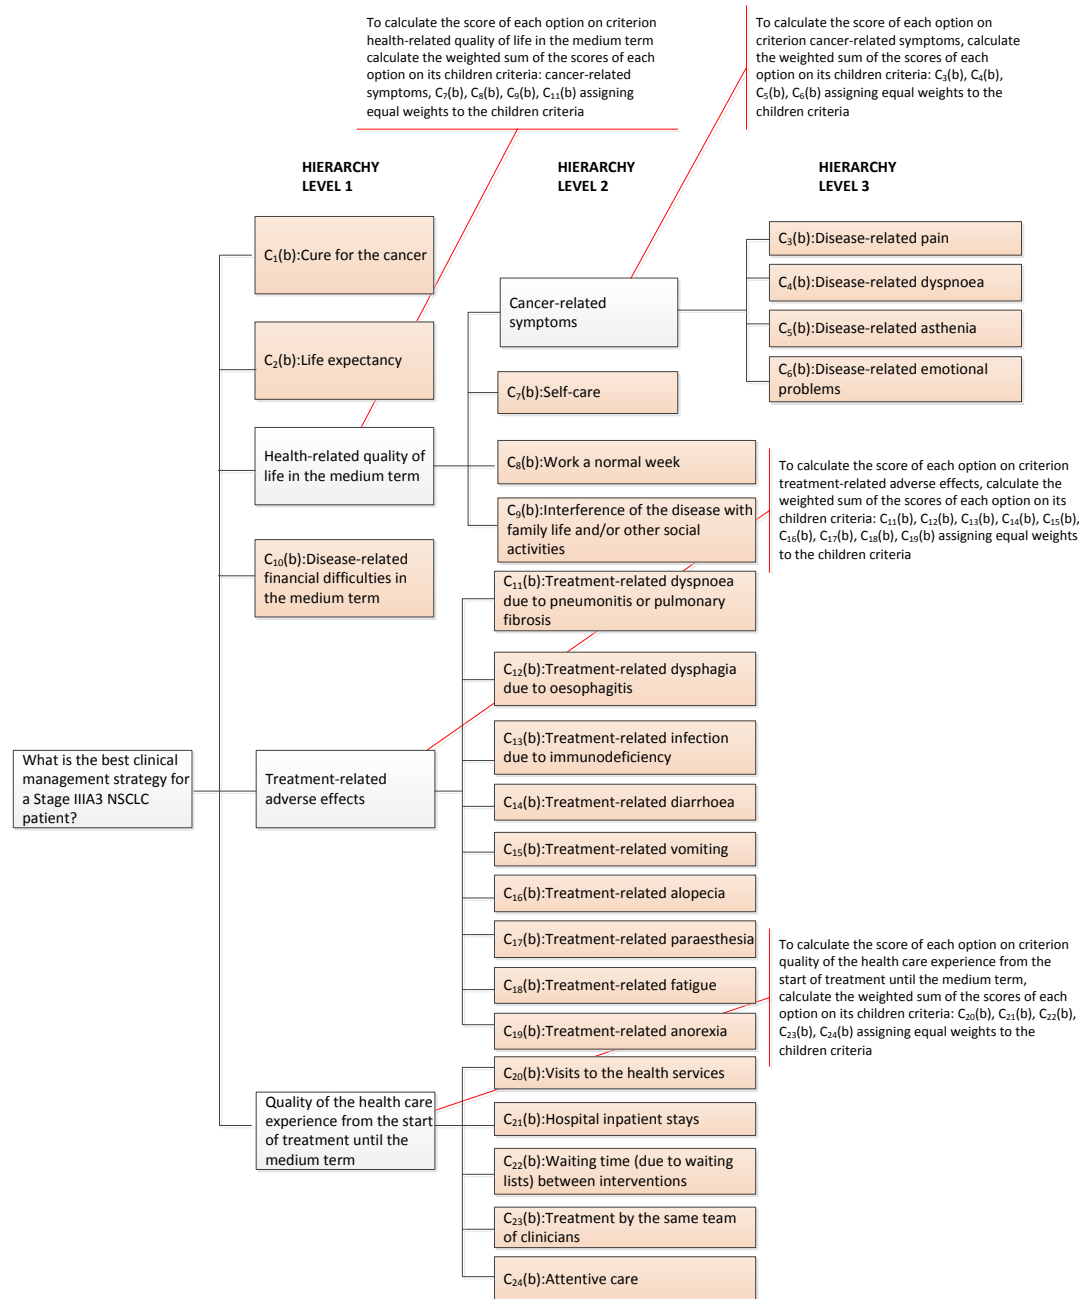 To calculate the score of each option on criterion
health-related quality of life in the medium term
calculate the weighted sum of the scores of each
option on its children criteria: cancer-related
symptoms, C7(b), C8(b), C9(b), C11(b) assigning
equal weights to the children criteria
To calculate the score of each option on
criterion cancer-related symptoms, calculate
the weighted sum of the scores of each
option on its children criteria: C3(b), C4(b),
C5(b), C6(b) assigning equal weights to the
children criteria
HIERARCHY
LEVEL 1
HIERARCHY
LEVEL 2
HIERARCHY
LEVEL 3
C1(b):Cure for the cancer
C2(b):Life expectancy
Health-related quality of
life in the medium term
C10(b):Disease-related
financial difficulties in
the medium term
Cancer-related
symptoms
C7(b):Self-care
C8(b):Work a normal week
C9(b):Interference of the disease with
family life and/or other social
activities
C3(b):Disease-related pain
C4(b):Disease-related dyspnoea
C5(b):Disease-related asthenia
C6(b):Disease-related emotional
problems
To calculate the score of each option on criterion
treatment-related adverse effects, calculate the
weighted sum of the scores of each option on its
children criteria: C11(b), C12(b), C13(b), C14(b), C15(b),
C16(b), C17(b), C18(b), C19(b) assigning equal weights
to the children criteria
What is the best clinical
management strategy for
a Stage IIIA3 NSCLC
patient?
Treatment-related
adverse effects
C11(b):Treatment-related dyspnoea
due to pneumonitis or pulmonary
fibrosis
C12(b):Treatment-related dysphagia
due to oesophagitis
C13(b):Treatment-related infection
due to immunodeficiency
C14(b):Treatment-related diarrhoea
C15(b):Treatment-related vomiting
C16(b):Treatment-related alopecia
C17(b):Treatment-related paraesthesia
C18(b):Treatment-related fatigue
C19(b):Treatment-related anorexia
To calculate the score of each option on criterion
quality of the health care experience from the
start of treatment until the medium term,
calculate the weighted sum of the scores of each
option on its children criteria: C20(b), C21(b), C22(b),
C23(b), C24(b) assigning equal weights to the
children criteria
Quality of the health care
experience from the start
of treatment until the
medium term
C20(b):Visits to the health services
C21(b):Hospital inpatient stays
C22(b):Waiting time (due to waiting
lists) between interventions
C23(b):Treatment by the same team
of clinicians
C24(b):Attentive care